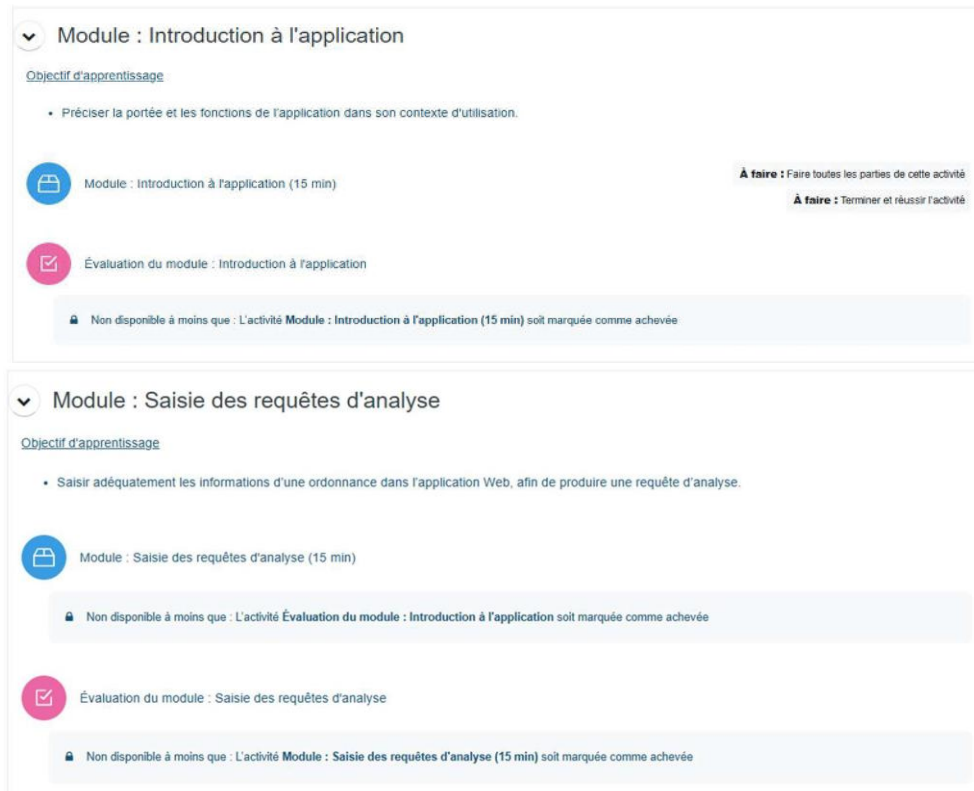 Module : Introduction à l'application
Objectif d'apprentissage
• Préciser la portée et les fonctions de l'application dans son contexte d'utilisation.
Module : Introduction à l'application (15 min)
À faire : Faire toutes les parties de cette activité
À faire : Terminer et réussir l'activité
Évaluation du module : Introduction à l'application
Non disponible à moins que : L'activité Module : Introduction à l'application (15 min) soit marquée comme achevée
Module : Saisie des requêtes d'analyse
Objectif d'apprentissage
• Saisir adéquatement les informations d'une ordonnance dans l'application Web, afin de produire une requête d'analyse.
Module : Saisie des requêtes d'analyse (15 min)
Non disponible à moins que : L'activité Évaluation du module : Introduction à l'application soit marquée comme achevée
Évaluation du module : Saisie des requêtes d'analyse
Non disponible à moins que : L'activité Module : Saisie des requêtes d'analyse (15 min) soit marquée comme achevée